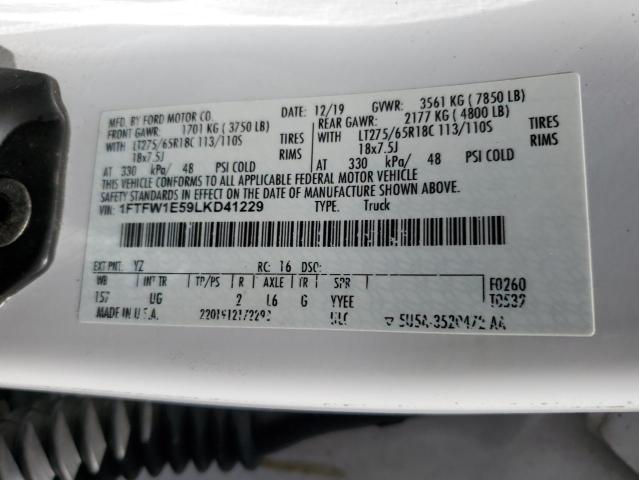 MFD. BY FORD MOTOR CO.
DATE: 12/19 GVWR: 3561 KG ( 7850 LB)
FRONT GAWR: 1701 KG ( 3750 LB)
REAR GAWR: 2177 KG ( 4800 LB)
WITH LT275/65R18C 113/110S TIRES
WITH LT275/65R18C 113/110S TIRES
18x7.5J RIMS
18x7.5J RIMS
AT 330 kPa/ 48 PSI COLD
AT 330 kPa/ 48 PSI COLD
THIS VEHICLE CONFORMS TO ALL APPLICABLE FEDERAL MOTOR VEHICLE
SAFETY STANDARDS IN EFFECT ON THE DATE OF MANUFACTURE SHOWN ABOVE.
VIN: 1FTFW1E59LKD41229 TYPE: Truck
EXT PNT: YZ RC: 16 DSO:
WB INT TR TP/PS R AXLE TR SPR F0260
157 UG 2 L6 G YYEE T0537
MADE IN U.S.A. ULC